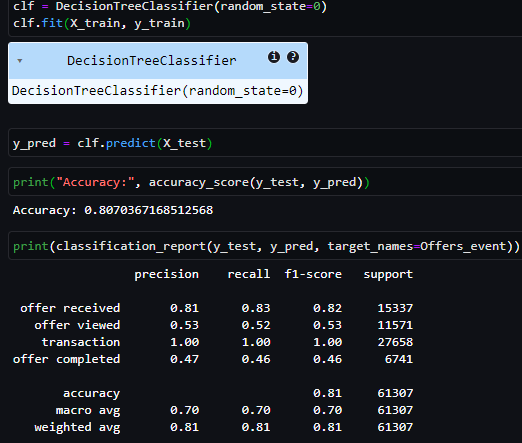 clf = DecisionTreeClassifier(random_state=0)
clf.fit(X_train, y_train)
▾ DecisionTreeClassifier i ?
DecisionTreeClassifier(random_state=0)
y_pred = clf.predict(X_test)
print("Accuracy:", accuracy_score(y_test, y_pred))
Accuracy: 0.8070367168512568
print(classification_report(y_test, y_pred, target_names=Offers_event))
precision recall f1-score support
offer received 0.81 0.83 0.82 15337
offer viewed 0.53 0.52 0.53 11571
transaction 1.00 1.00 1.00 27658
offer completed 0.47 0.46 0.46 6741
accuracy 0.81 61307
macro avg 0.70 0.70 0.70 61307
weighted avg 0.81 0.81 0.81 61307